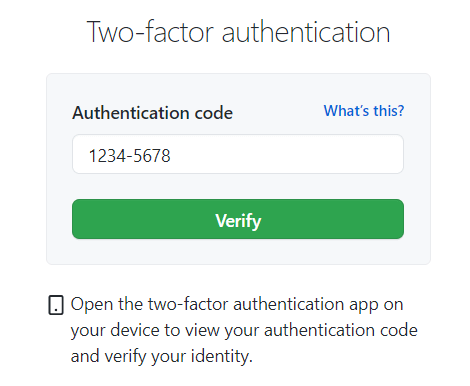 Two-factor authentication
Authentication code What's this?
1234-5678
Verify
Open the two-factor authentication app on
your device to view your authentication code
and verify your identity.